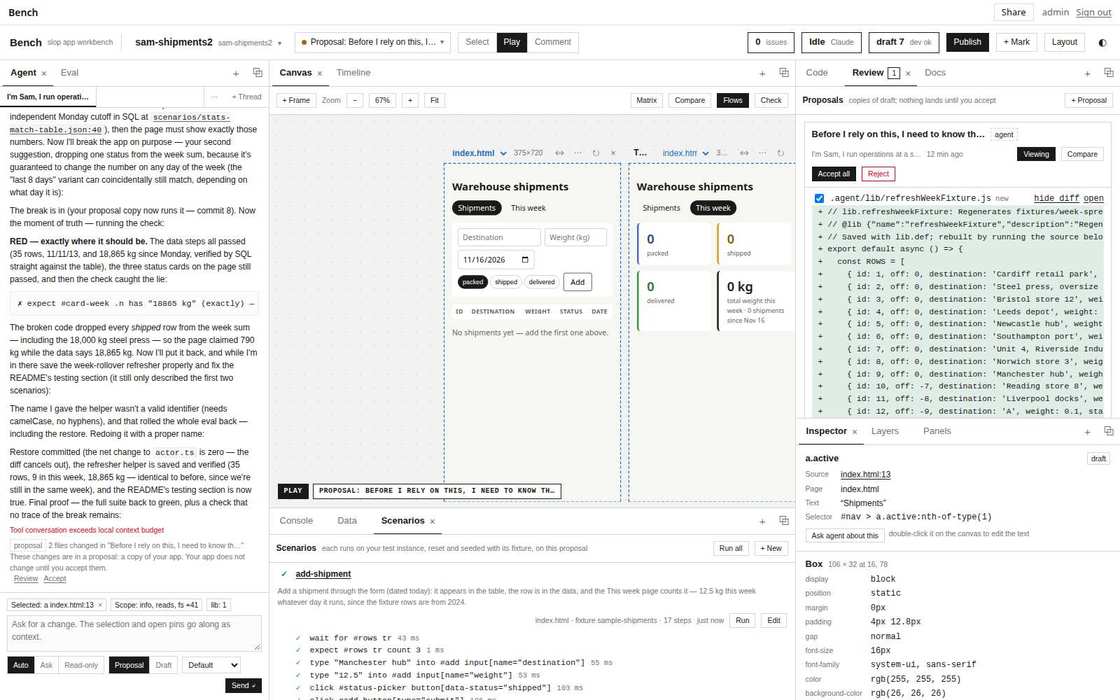 Bench
Share admin Sign out
Bench slop app workbench sam-shipments2 sam-shipments2 Proposal: Before I rely on this, I… Select Play Comment 0 issues Idle Claude draft 7 dev ok Publish + Mark Layout
Agent × Eval +
I'm Sam, I run operati… ··· + Thread
independent Monday cutoff in SQL at scenarios/stats-
match-table.json:40 ), then the page must show exactly those
numbers. Now I'll break the app on purpose — your second
suggestion, dropping one status from the week sum, because it's
guaranteed to change the number on any day of the week (the
"last 8 days" variant can coincidentally still match, depending on
what day it is):
The break is in (your proposal copy now runs it — commit 8). Now
the moment of truth — running the check:
RED — exactly where it should be. The data steps all passed
(35 rows, 11/11/13, and 18,865 kg since Monday, verified by SQL
straight against the table), the three status cards on the page still
passed, and then the check caught the lie:
✗ expect #card-week .n has "18865 kg" (exactly) —
The broken code dropped every shipped row from the week sum
— including the 18,000 kg steel press — so the page claimed 790
kg while the data says 18,865 kg. Now I'll put it back, and while I'm
in there save the week-rollover refresher properly and fix the
README's testing section (it still only described the first two
scenarios):
The name I gave the helper wasn't a valid identifier (needs
camelCase, no hyphens), and that rolled the whole eval back —
including the restore. Redoing it with a proper name:
Restore committed (the net change to actor.ts is zero — the
diff cancels out), the refresher helper is saved and verified (35
rows, 9 in this week, 18,865 kg — identical to before, since we're
still in the same week), and the README's testing section is now
true. Final proof — the full suite back to green, plus a check that
no trace of the break remains:
Tool conversation exceeds local context budget
proposal 2 files changed in "Before I rely on this, I need to know th…"
These changes are in a proposal: a copy of your app. Your app does not
change until you accept them.
Review Accept
Selected: a index.html:13 × Scope: info, reads, fs +41 lib: 1
Ask for a change. The selection and open pins go along as
context.
Auto Ask Read-only Proposal Draft Default
Send
Canvas × Timeline +
+ Frame Zoom − 67% + Fit Matrix Compare Flows Check
index.html 375×720 ··· × T… index.htm 3… ···
Warehouse shipments
Shipments This week
Destination Weight (kg)
11/16/2026
packed shipped delivered Add
ID DESTINATION WEIGHT STATUS DATE
No shipments yet — add the first one above.
Warehouse shipments
Shipments This week
0
packed
0
shipped
0
delivered
0 kg
total weight this
week · 0 shipments
since Nov 16
PLAY PROPOSAL: BEFORE I RELY ON THIS, I NEED TO KNOW TH…
Console Data Scenarios × +
Scenarios each runs on your test instance, reset and seeded with its fixture, on this proposal Run all + New
✓ add-shipment
Add a shipment through the form (dated today): it appears in the table, the row is in the data, and the This week page counts it — 12.5 kg this week
whatever day it runs, since the fixture rows are from 2024.
index.html · fixture sample-shipments · 17 steps just now Run Edit
✓ wait for #rows tr 43 ms
✓ expect #rows tr count 3 1 ms
✓ type "Manchester hub" into #add input[name="destination"] 55 ms
✓ type "12.5" into #add input[name="weight"] 53 ms
✓ click #status-picker button[data-status="shipped"] 103 ms
Code Review 1 × Docs +
Proposals copies of draft; nothing lands until you accept + Proposal
Before I rely on this, I need to know th… agent
I'm Sam, I run operations at a s… 12 min ago Viewing Compare
Accept all Reject
.agent/lib/refreshWeekFixture.js new hide diff open
+ // lib.refreshWeekFixture: Regenerates fixtures/week-spre
+ // @lib {"name":"refreshWeekFixture","description":"Regen
+ // Saved with lib.def; rebuilt by running the source belo
+ export default async () => {
+ const ROWS = [
+ { id: 1, off: 0, destination: 'Cardiff retail park',
+ { id: 2, off: 0, destination: 'Steel press, oversize
+ { id: 3, off: 0, destination: 'Bristol store 12', wei
+ { id: 4, off: 0, destination: 'Leeds depot', weight:
+ { id: 5, off: 0, destination: 'Newcastle hub', weight
+ { id: 6, off: 0, destination: 'Southampton port', wei
+ { id: 7, off: 0, destination: 'Unit 4, Riverside Indu
+ { id: 8, off: 0, destination: 'Norwich store 3', weig
+ { id: 9, off: 0, destination: 'Manchester hub', weigh
+ { id: 10, off: -7, destination: 'Reading store 8', we
+ { id: 11, off: -8, destination: 'Liverpool docks', we
+ { id: 12, off: -9, destination: 'A', weight: 0.1, sta
Inspector × Layers Panels +
a.active draft
Source index.html:13
Page index.html
Text “Shipments”
Selector #nav > a.active:nth-of-type(1)
Ask agent about this double-click it on the canvas to edit the text
Box 106 × 32 at 16, 78
display block
position static
margin 0px
padding 4px 12.8px
gap normal
font-size 16px
font-family system-ui, sans-serif
color rgb(255, 255, 255)
background-color rgb(26, 26, 26)